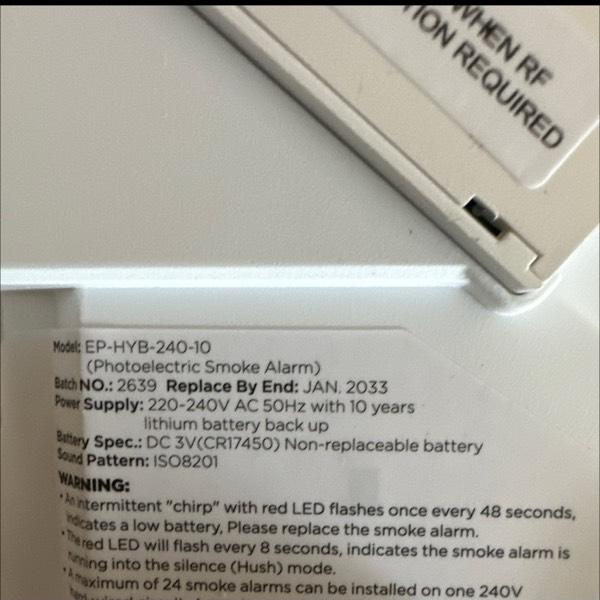 WHEN RF
TION REQUIRED
Model: EP-HYB-240-10
(Photoelectric Smoke Alarm)
Batch NO.: 2639 Replace By End: JAN. 2033
Power Supply: 220-240V AC 50Hz with 10 years
lithium battery back up
Battery Spec.: DC 3V(CR17450) Non-replaceable battery
Sound Pattern: ISO8201
WARNING:
•An intermittent "chirp" with red LED flashes once every 48 seconds,
indicates a low battery, Please replace the smoke alarm.
•The red LED will flash every 8 seconds, indicates the smoke alarm is
running into the silence (Hush) mode.
•A maximum of 24 smoke alarms can be installed on one 240V